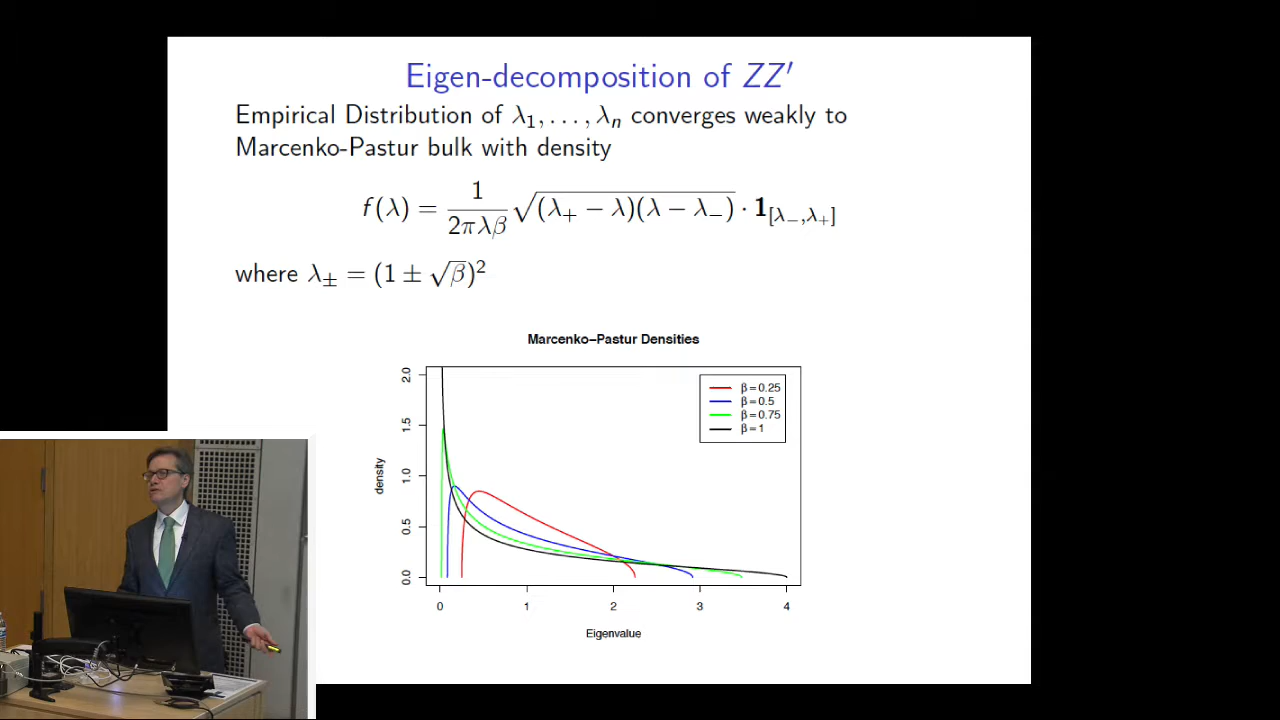 Eigen-decomposition of ZZ′
Empirical Distribution of λ₁, . . . , λₙ converges weakly to
Marcenko-Pastur bulk with density
f(λ) = 1/(2πλβ) √((λ₊ − λ)(λ − λ₋)) · 1[λ₋,λ₊]
where λ± = (1 ± √β)²
Marcenko−Pastur Densities
β = 0.25
β = 0.5
β = 0.75
β = 1
density
2.0
1.5
1.0
0.5
0.0
0 1 2 3 4
Eigenvalue